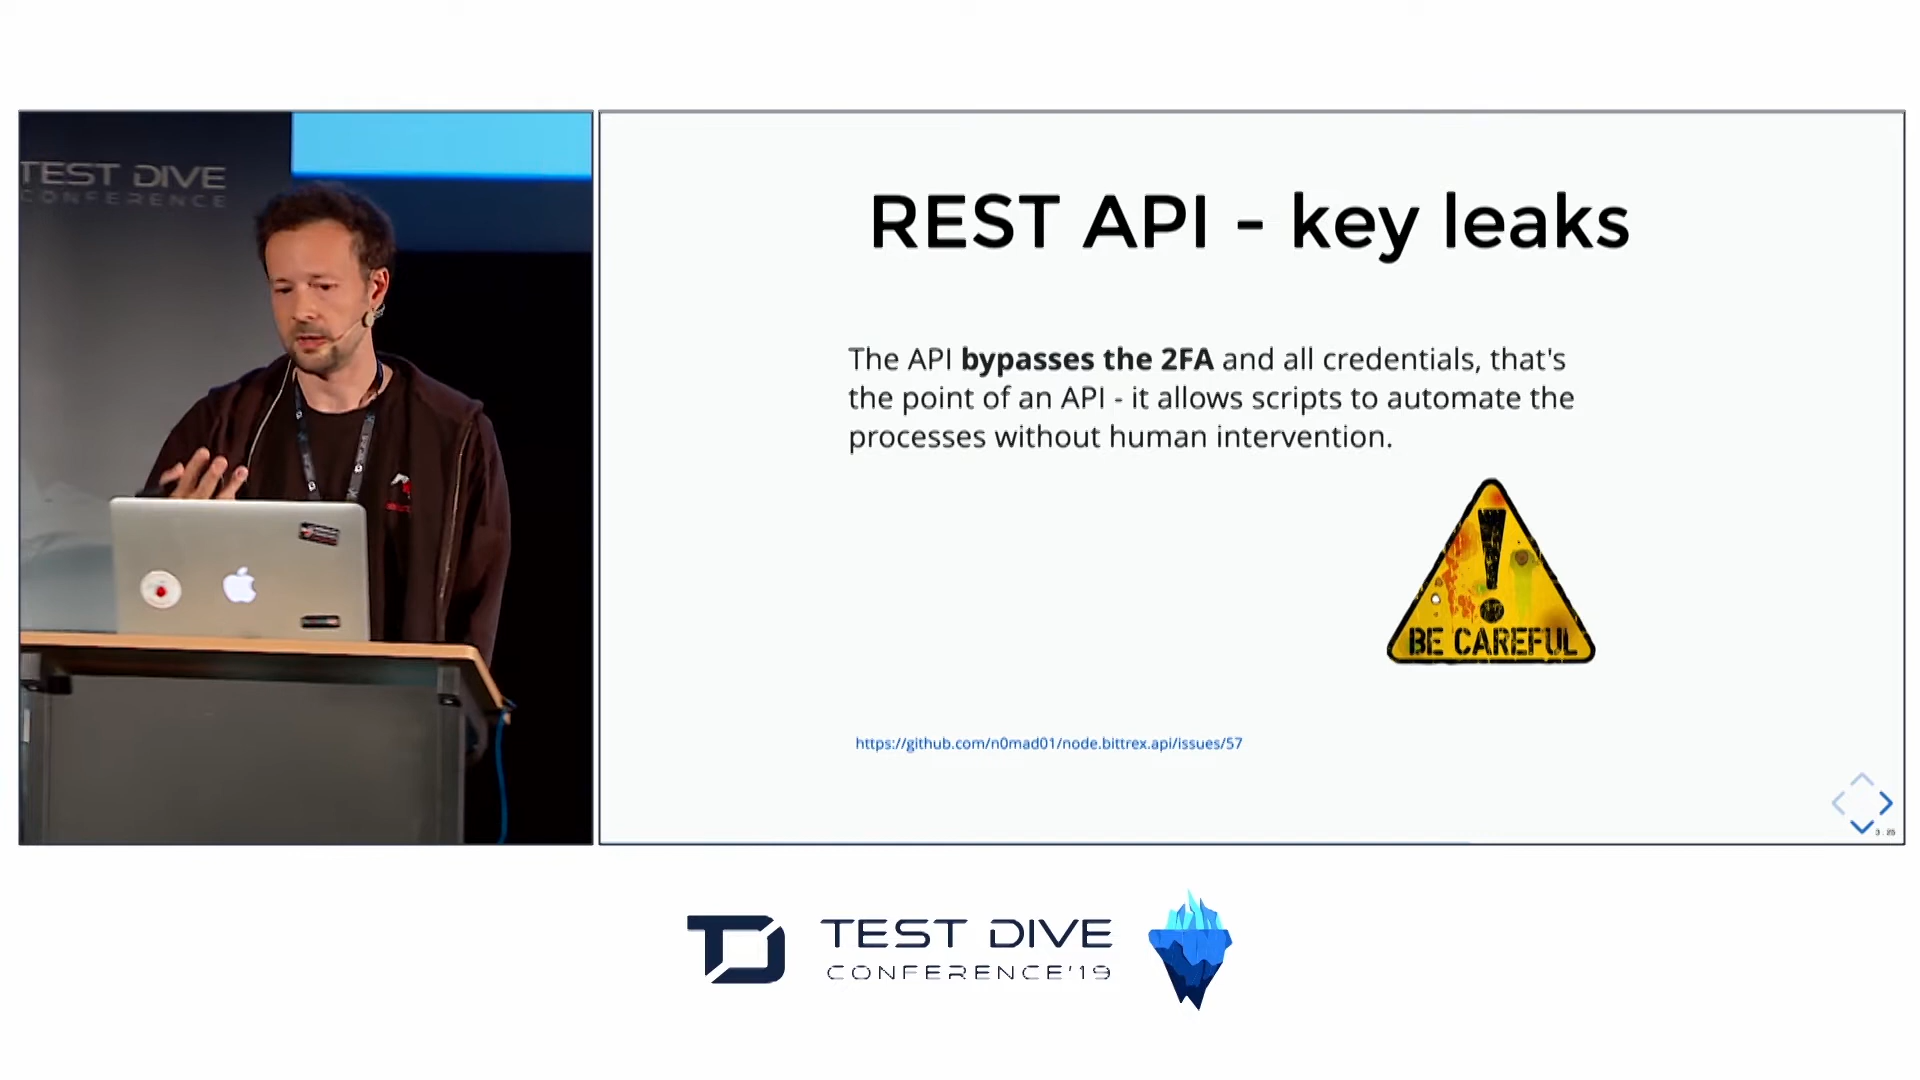 TEST DIVE
CONFERENCE
REST API - key leaks
The API bypasses the 2FA and all credentials, that's
the point of an API - it allows scripts to automate the
processes without human intervention.
BE CAREFUL
https://github.com/n0mad01/node.bittrex.api/issues/57
3.25
TEST DIVE
CONFERENCE'19